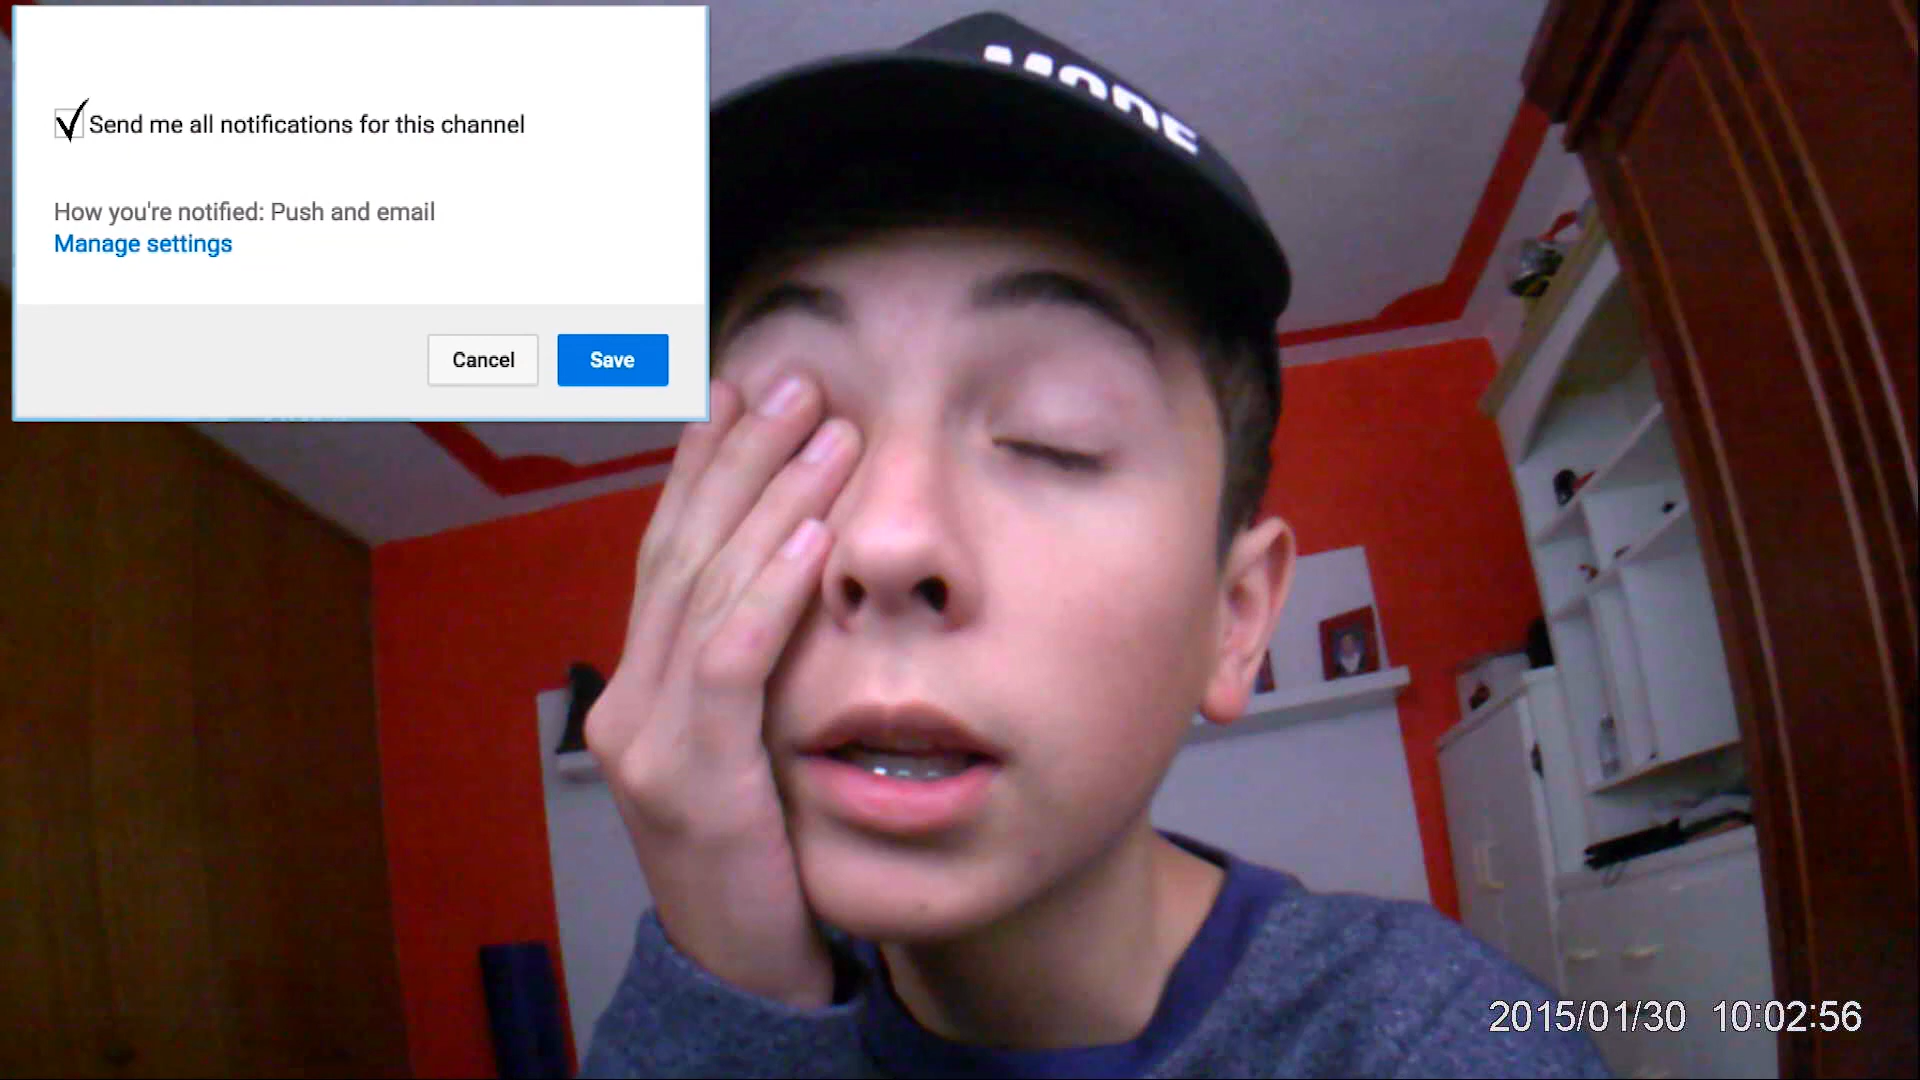 Send me all notifications for this channel
How you're notified: Push and email
Manage settings
Cancel
Save
2015/01/30 10:02:56